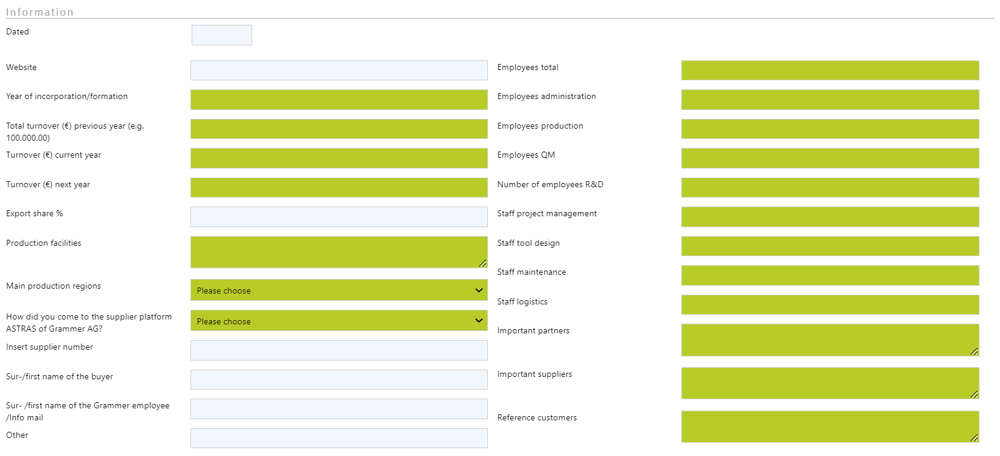 Information
Dated
Website
Year of incorporation/formation
Total turnover (€) previous year (e.g.
100,000.00)
Turnover (€) current year
Turnover (€) next year
Export share %
Production facilities
Main production regions
Please choose
How did you come to the supplier platform
ASTRAS of Grammer AG?
Please choose
Insert supplier number
Sur-/first name of the buyer
Sur- /first name of the Grammer employee
/Info mail
Other
Employees total
Employees administration
Employees production
Employees QM
Number of employees R&D
Staff project management
Staff tool design
Staff maintenance
Staff logistics
Important partners
Important suppliers
Reference customers